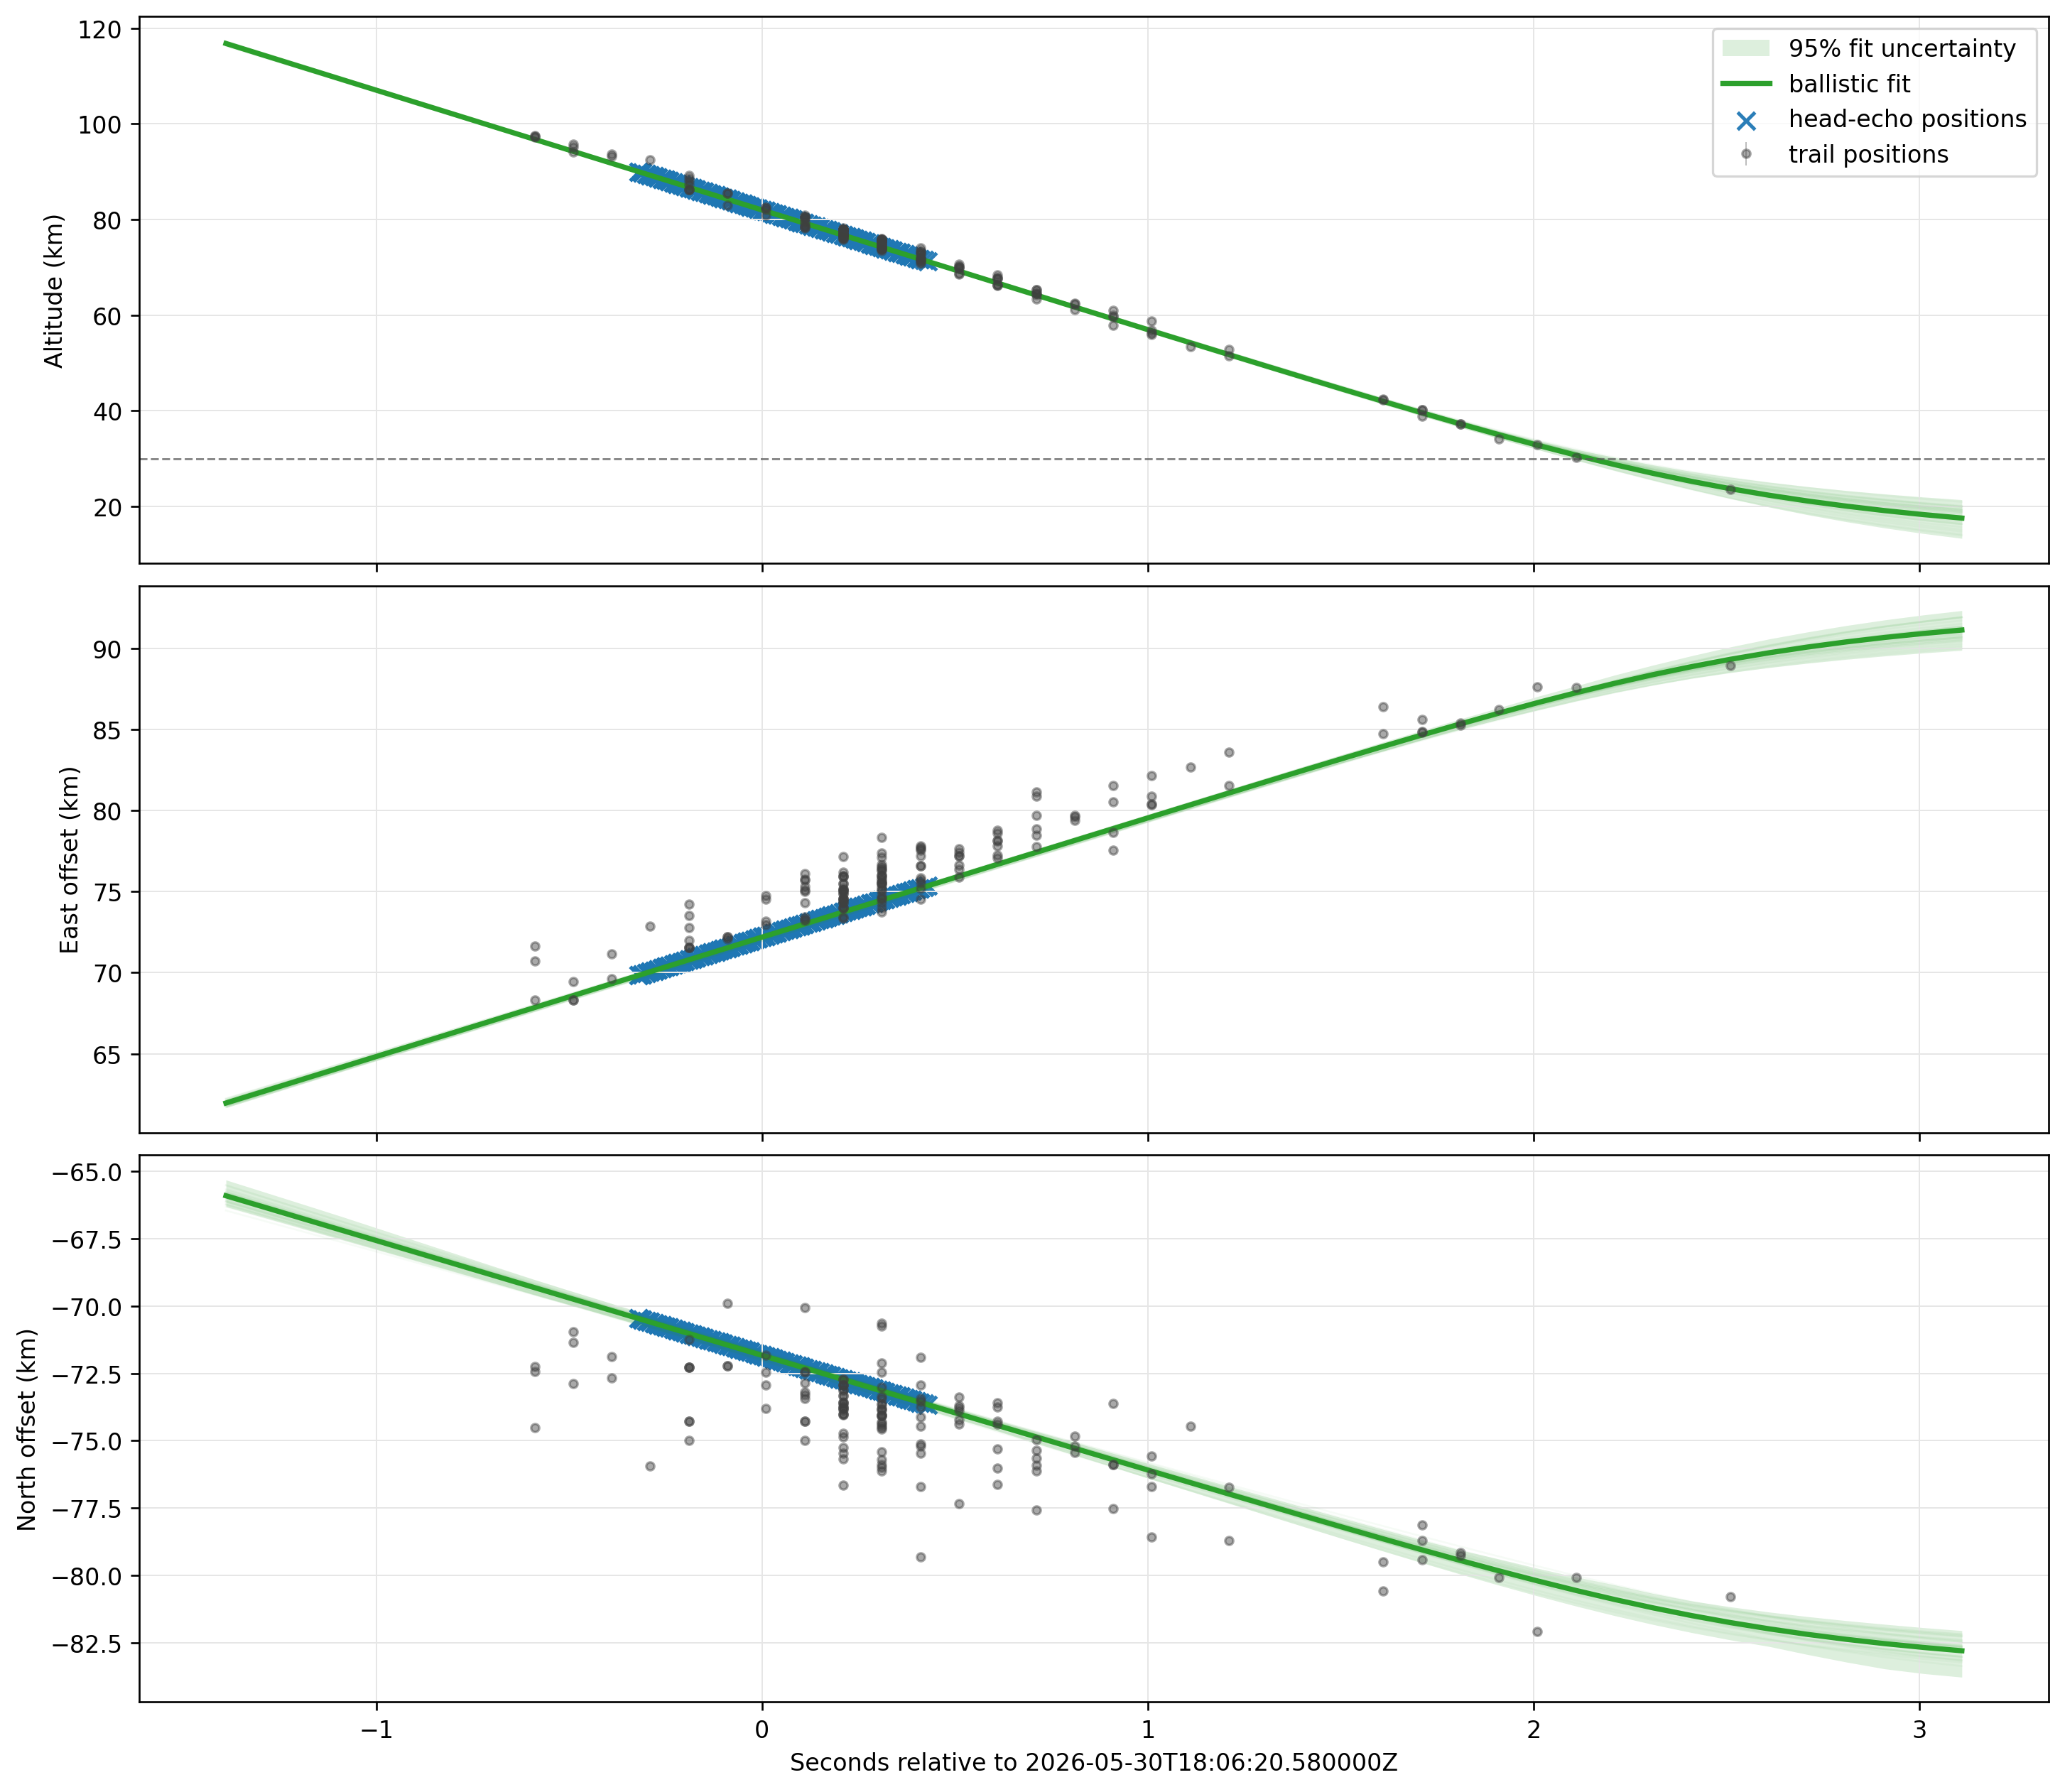 120
100
80
60
40
20
Altitude (km)
95% fit uncertainty
ballistic fit
head-echo positions
trail positions
90
85
80
75
70
65
East offset (km)
−65.0
−67.5
−70.0
−72.5
−75.0
−77.5
−80.0
−82.5
North offset (km)
−1 0 1 2 3
Seconds relative to 2026-05-30T18:06:20.580000Z